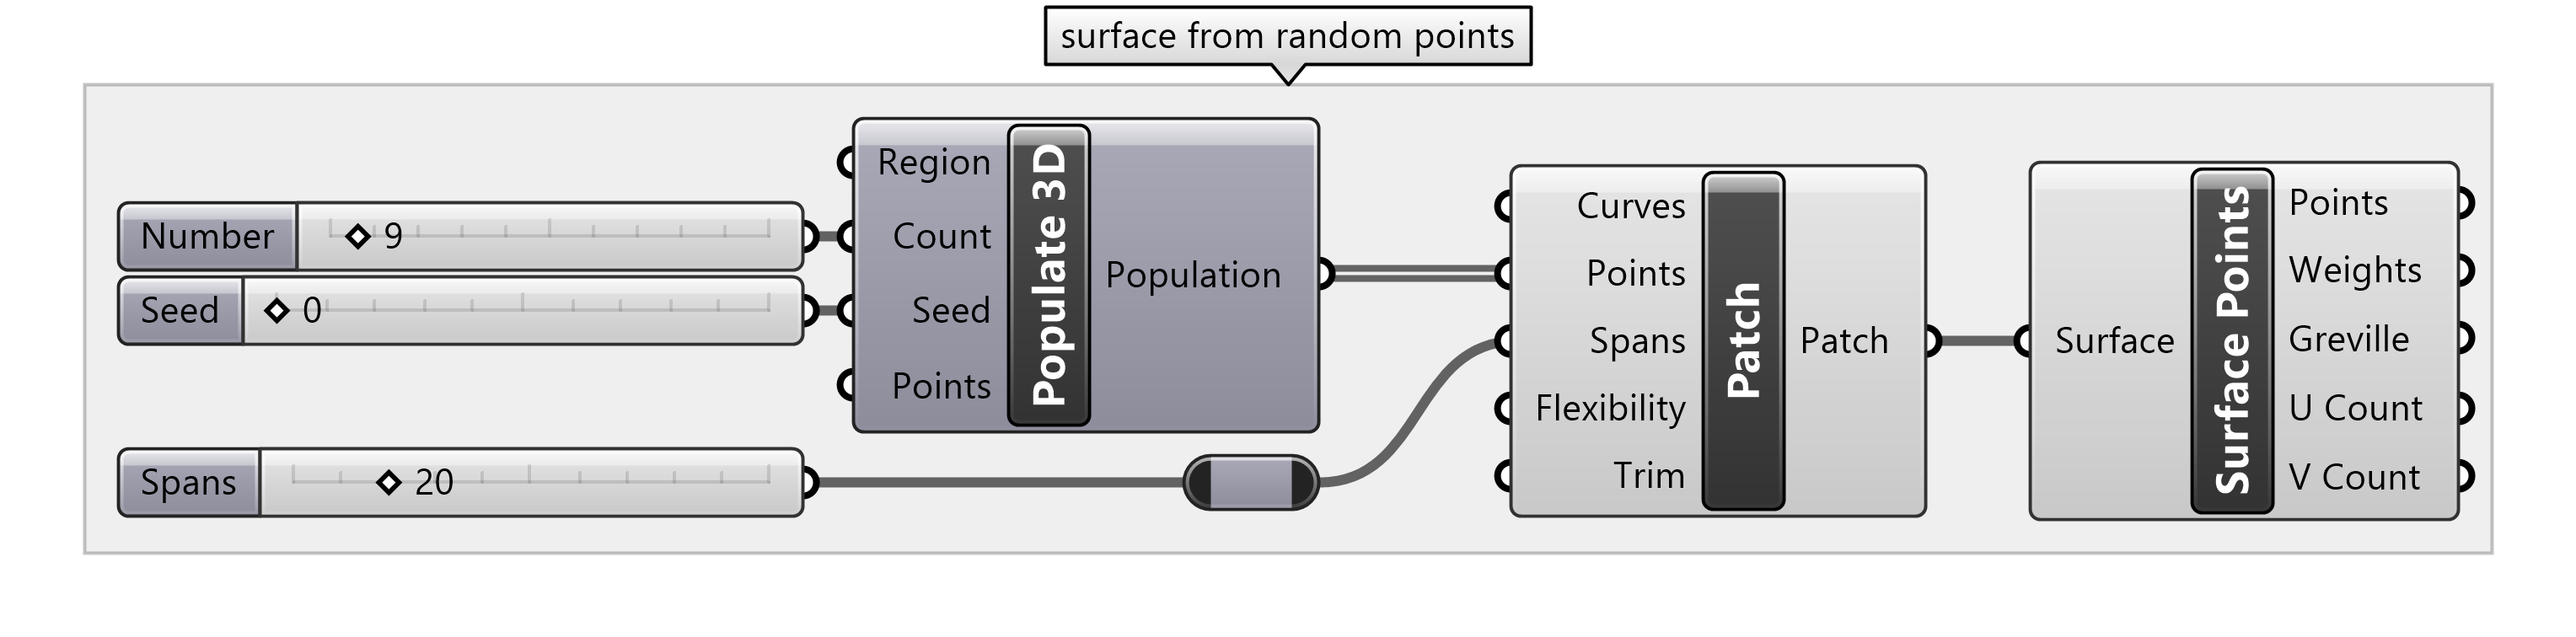 surface from random points
Number 9
Seed 0
Spans 20
Region
Count
Seed
Points
Populate 3D
Population
Curves
Points
Spans
Flexibility
Trim
Patch
Patch
Surface
Surface Points
Points
Weights
Greville
U Count
V Count